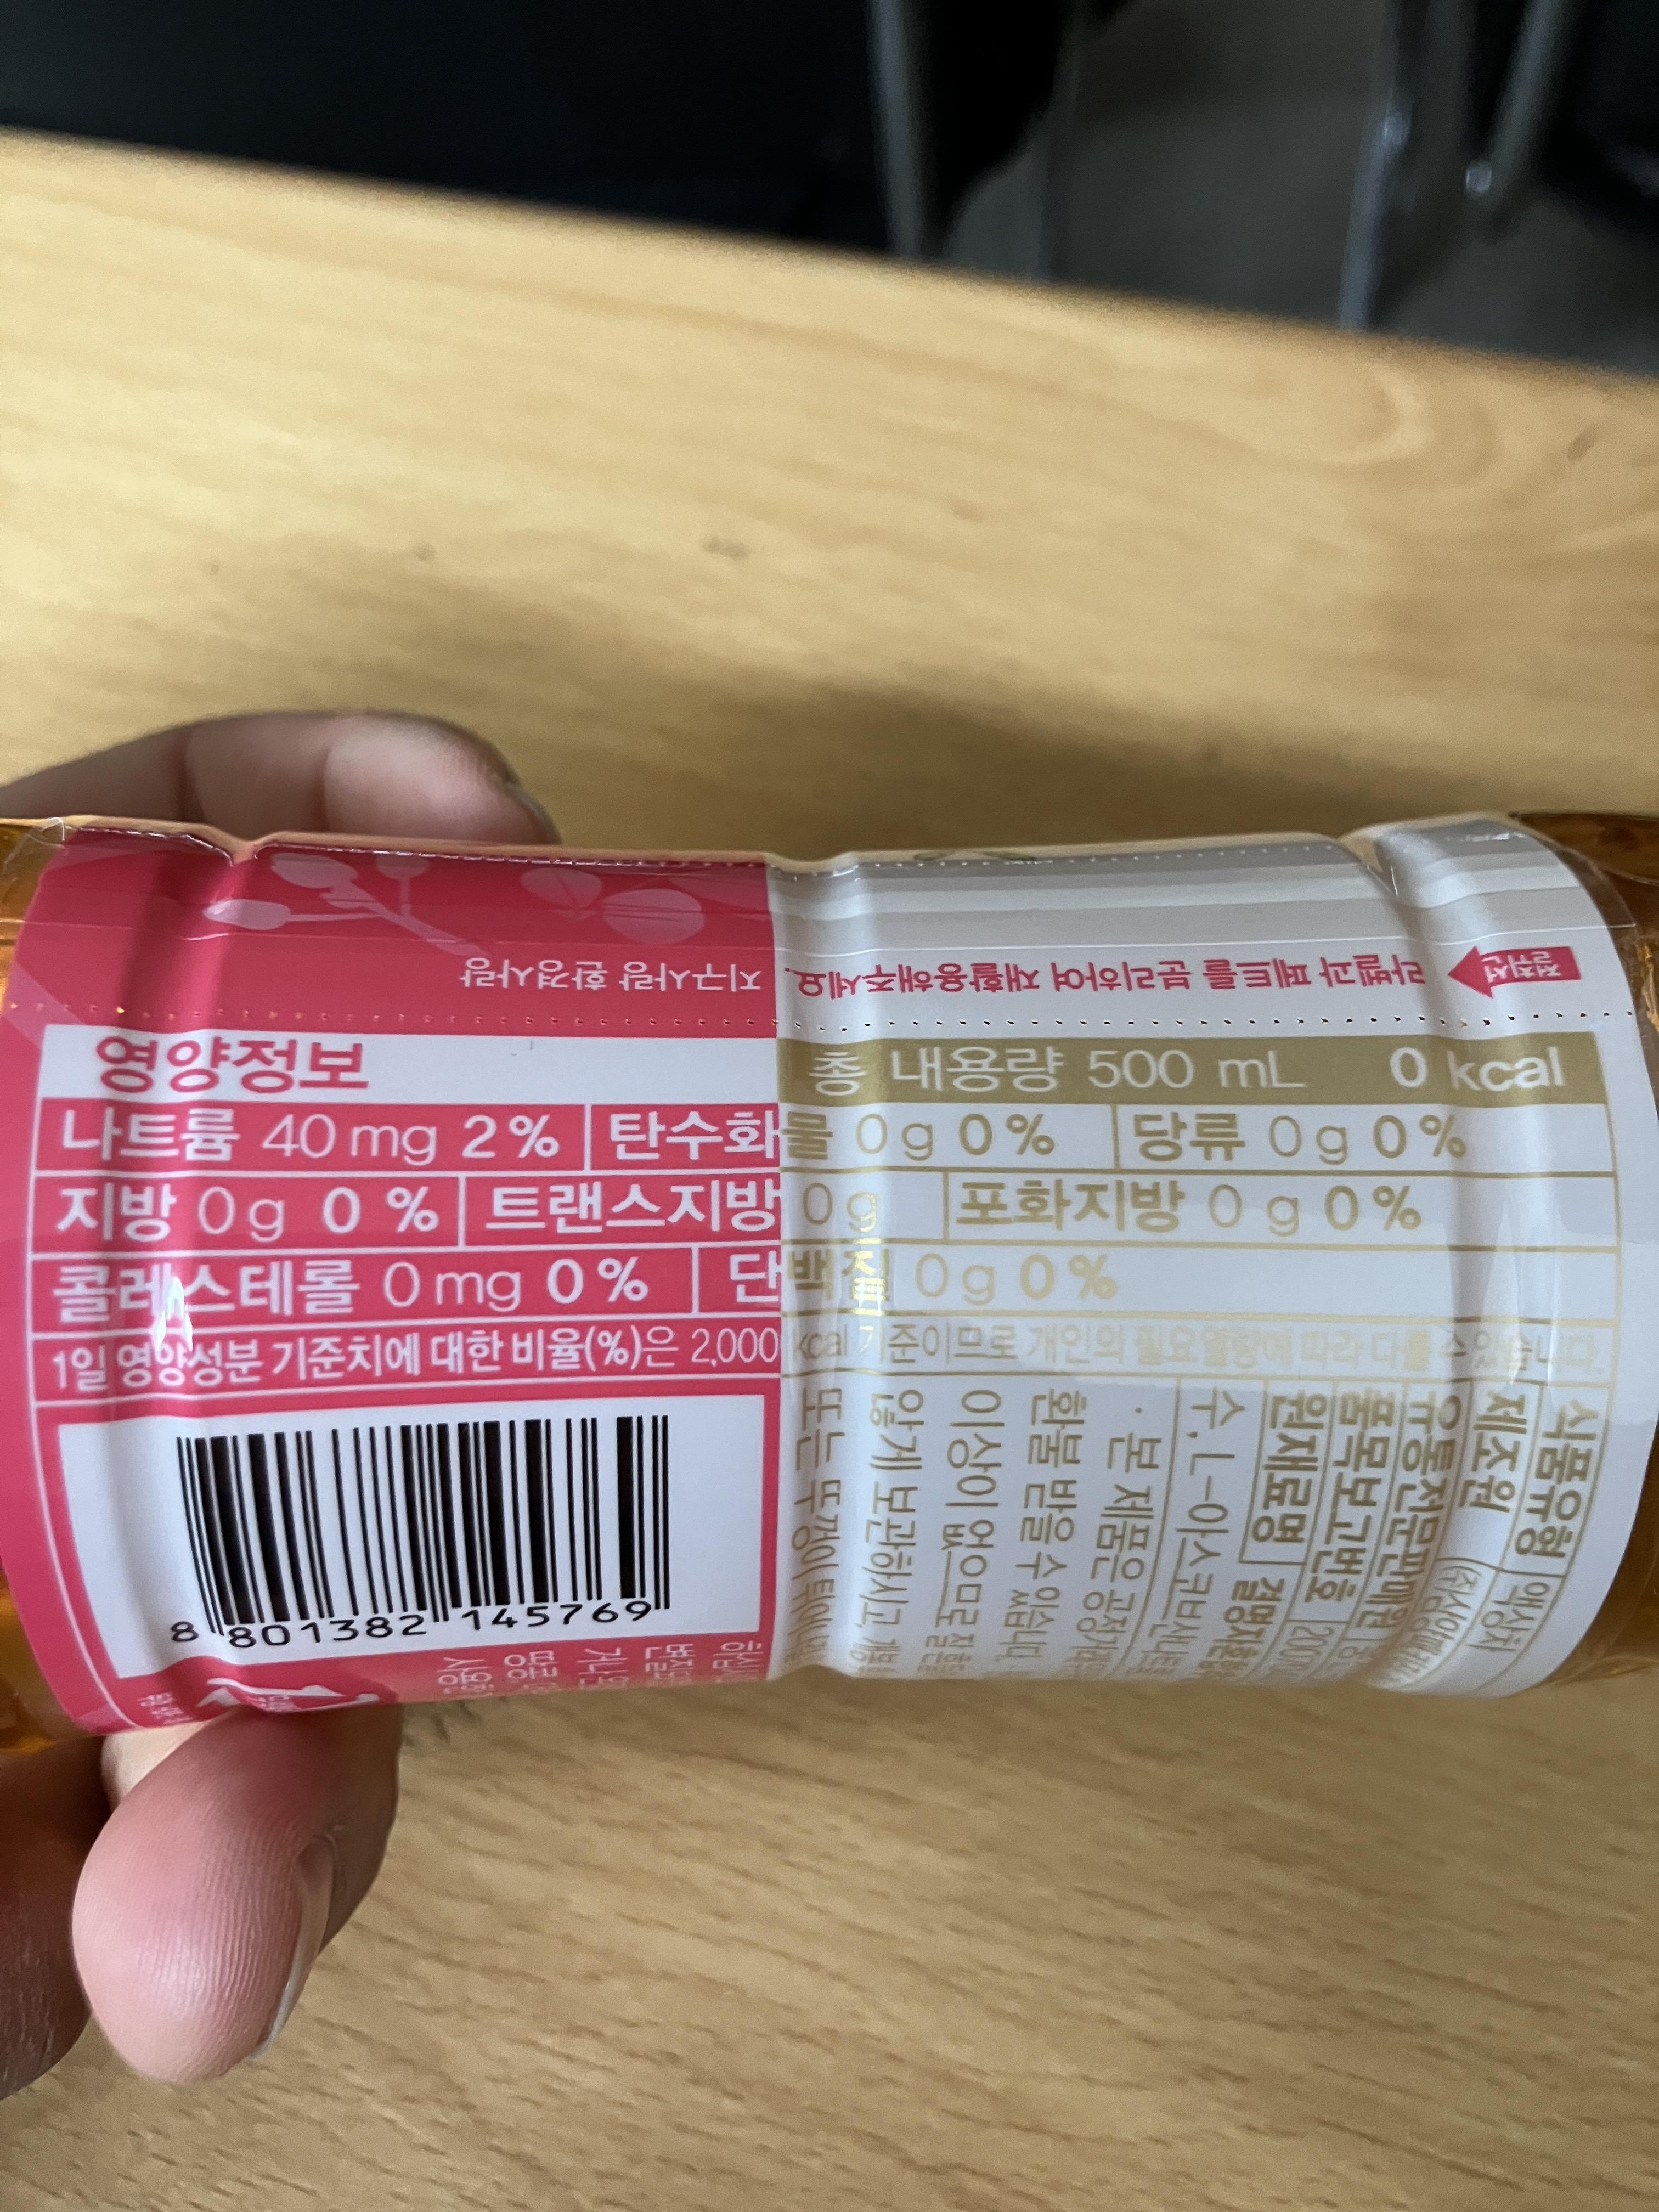 지구사랑 환경사랑
라벨과 페트를 분리하여 재활용해주세요.
절취선
영양정보 총 내용량 500 mL 0 kcal
나트륨 40 mg 2 % 탄수화물 0 g 0 % 당류 0 g 0 %
지방 0 g 0 % 트랜스지방 0 g 포화지방 0 g 0 %
콜레스테롤 0 mg 0 % 단백질 0 g 0 %
1일 영양성분 기준치에 대한 비율(%)은 2,000 kcal 기준이므로 개인의 필요열량에 따라 다를 수 있습니다.
8 801382 145769
식품유형 액상차
제조원
유통전문판매원
품목보고번호
원재료명
수, L-아스코브산나트
· 본 제품은 공정거래
환불 받을 수 있습니다.
이상이 없으므로
않게 보관하시고, 개봉
또는 뚜껑이